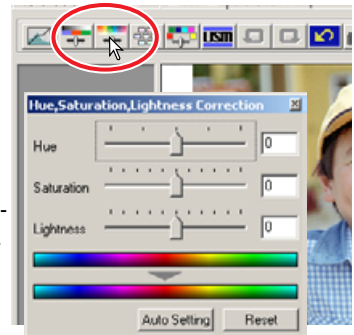 USM
Hue,Saturation,Lightness Correction
Hue 0
Saturation 0
Lightness 0
Auto Setting Reset